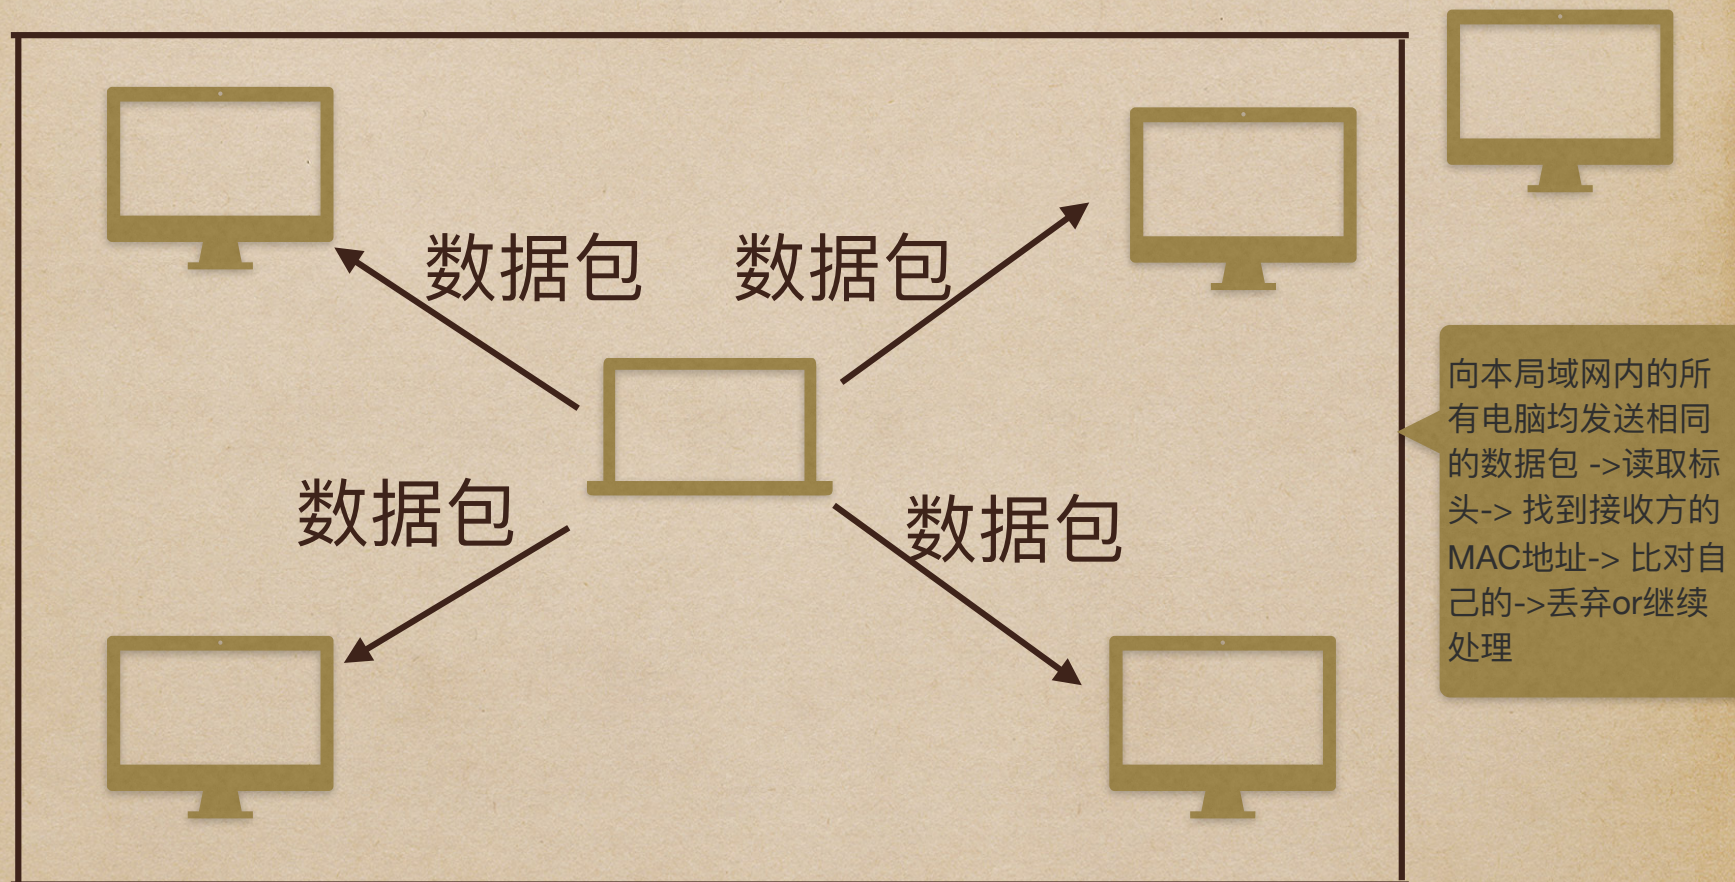 数据包 数据包
数据包
数据包
向本局域网内的所
有电脑均发送相同
的数据包 ->读取标
头-> 找到接收方的
MAC地址-> 比对自
己的->丢弃or继续
处理